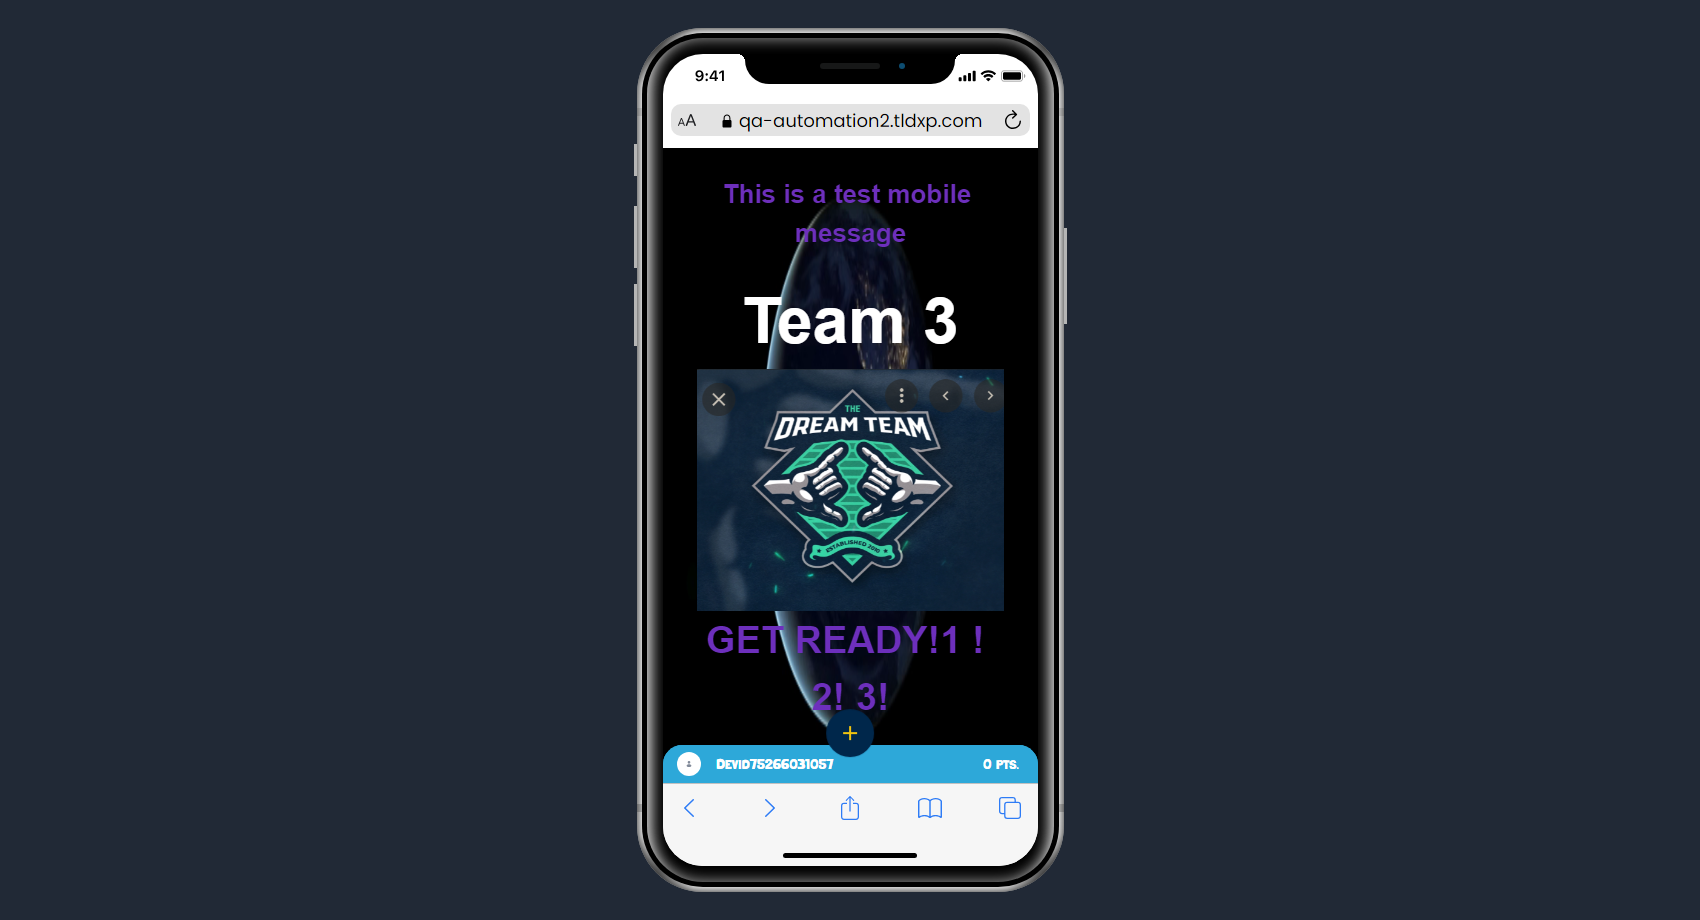 9:41
AA qa-automation2.tldxp.com
This is a test mobile
message
Team 3
THE
DREAM TEAM
ESTABLISHED 2010
GET READY!1 !
2! 3!
Devid75266031057 0 PTS.